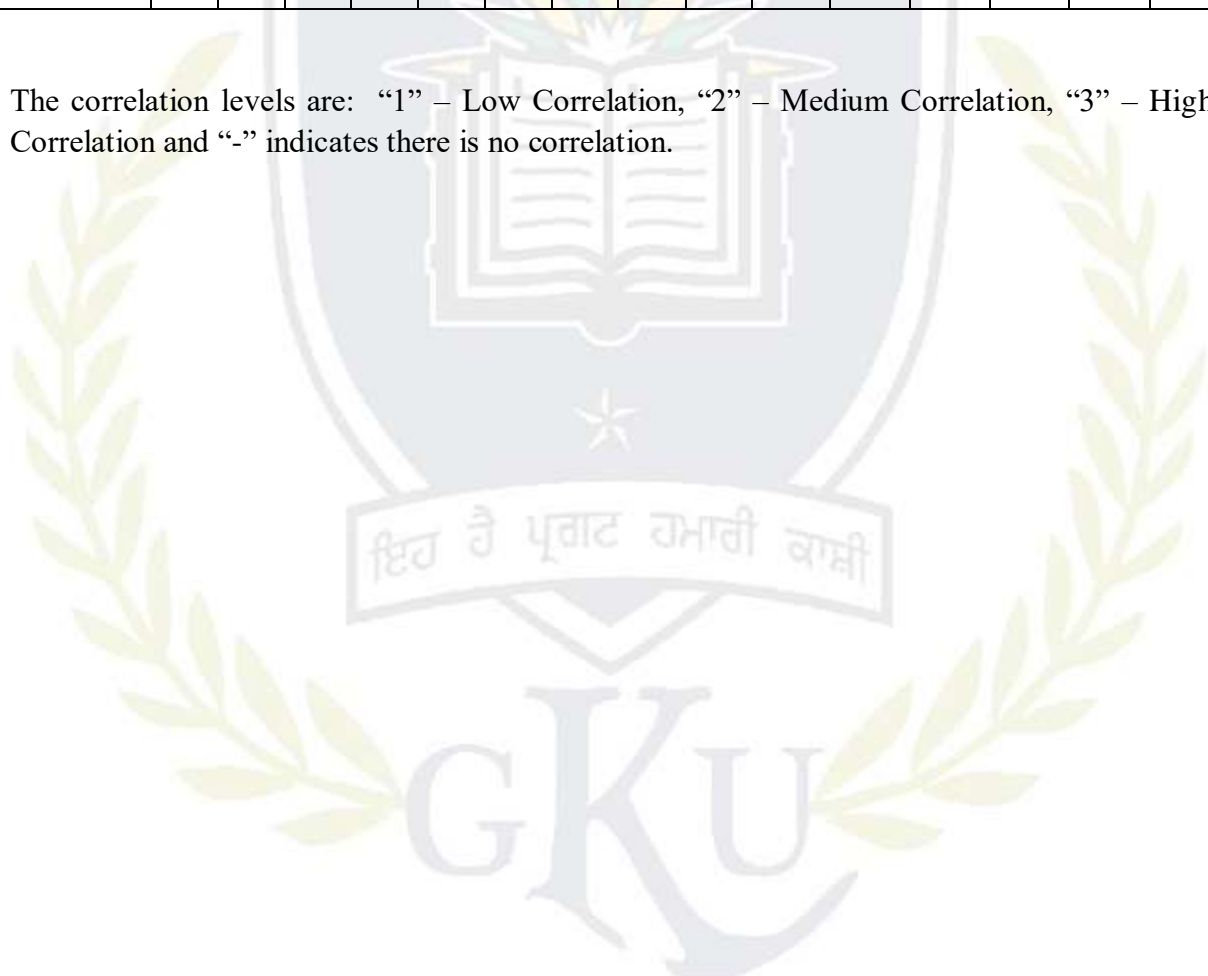 The correlation levels are: “1” – Low Correlation, “2” – Medium Correlation, “3” – High
Correlation and “-” indicates there is no correlation.
ਇਹ ਹੈ ਪ੍ਰਗਟ ਹਮਾਰੀ ਕਾਸ਼ੀ
GKU